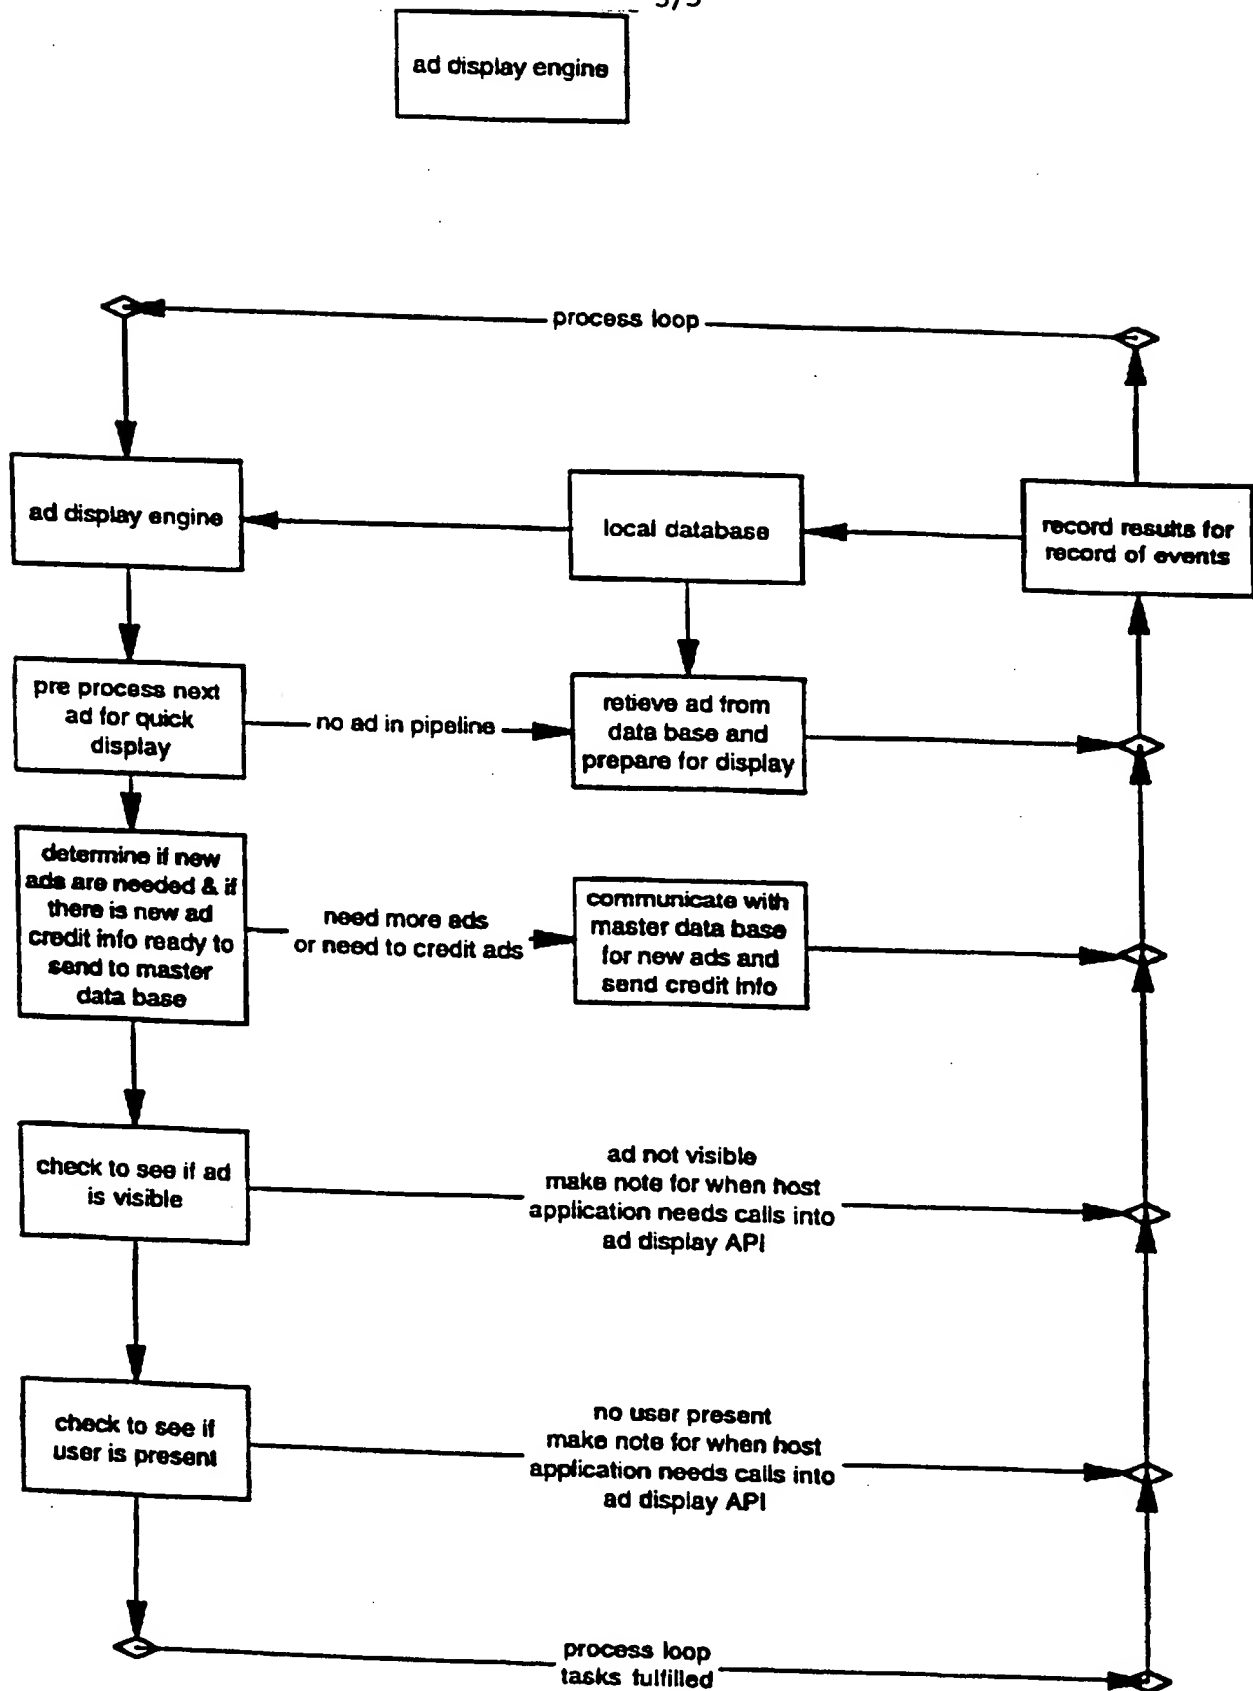 ad display engine
process loop
ad display engine
local database
record results for
record of events
pre process next
ad for quick
display
no ad in pipeline
retieve ad from
data base and
prepare for display
determine if new
ads are needed & if
there is new ad
credit info ready to
send to master
data base
need more ads
or need to credit ads
communicate with
master data base
for new ads and
send credit info
check to see if ad
is visible
ad not visible
make note for when host
application needs calls into
ad display API
check to see if
user is present
no user present
make note for when host
application needs calls into
ad display API
process loop
tasks fulfilled